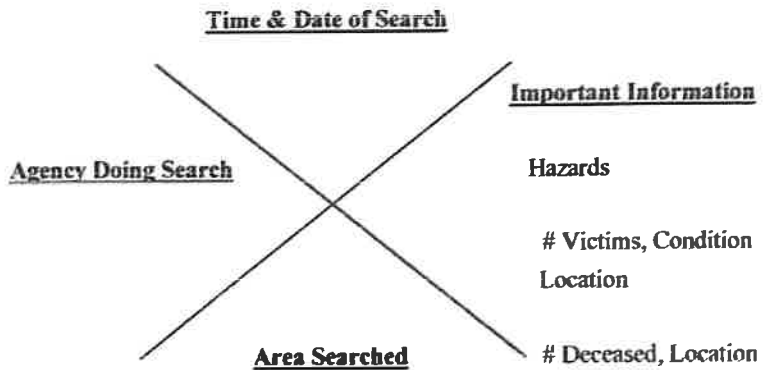 Time & Date of Search
Important Information
Agency Doing Search
Hazards
# Victims, Condition
Location
Area Searched
# Deceased, Location